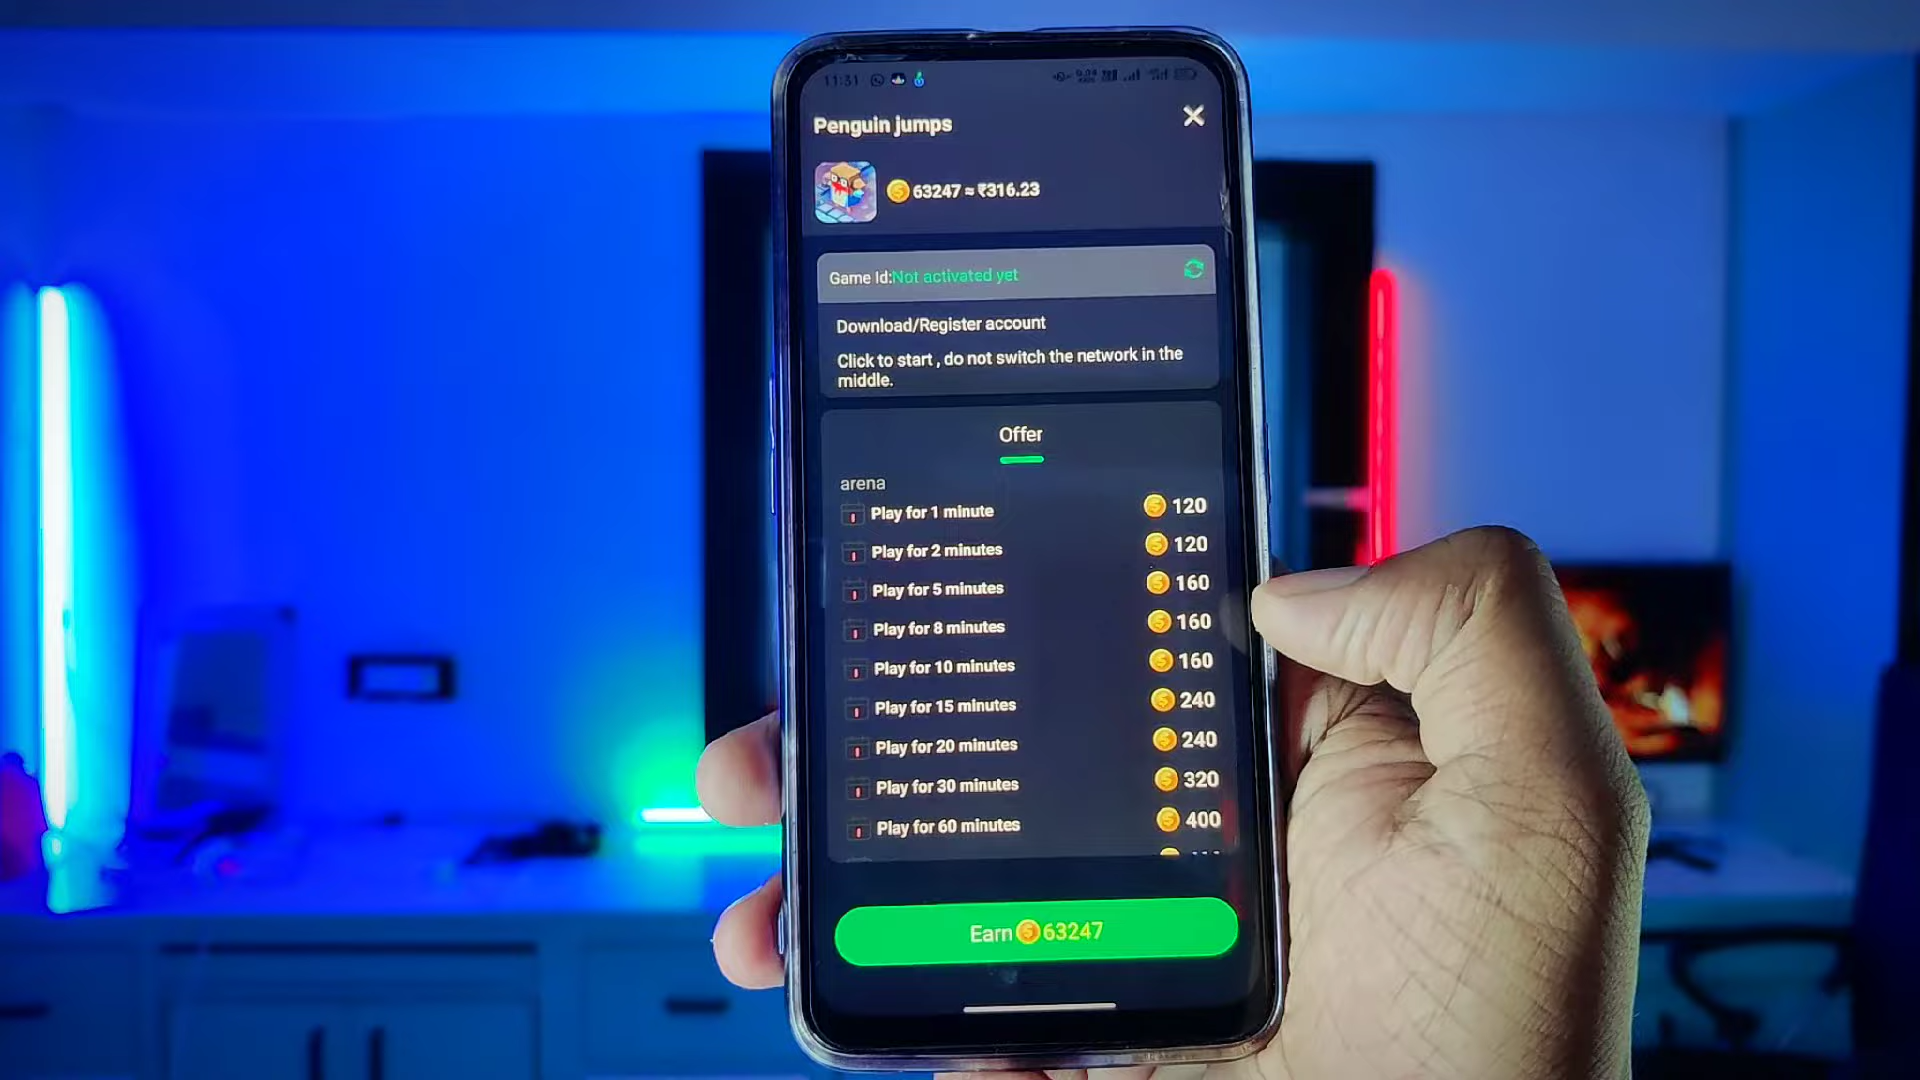 11:31
Penguin jumps
63247 ≈ ₹316.23
Game Id:Not activated yet
Download/Register account
Click to start , do not switch the network in the
middle.
Offer
arena
Play for 1 minute 120
Play for 2 minutes 120
Play for 5 minutes 160
Play for 8 minutes 160
Play for 10 minutes 160
Play for 15 minutes 240
Play for 20 minutes 240
Play for 30 minutes 320
Play for 60 minutes 400
Earn 63247